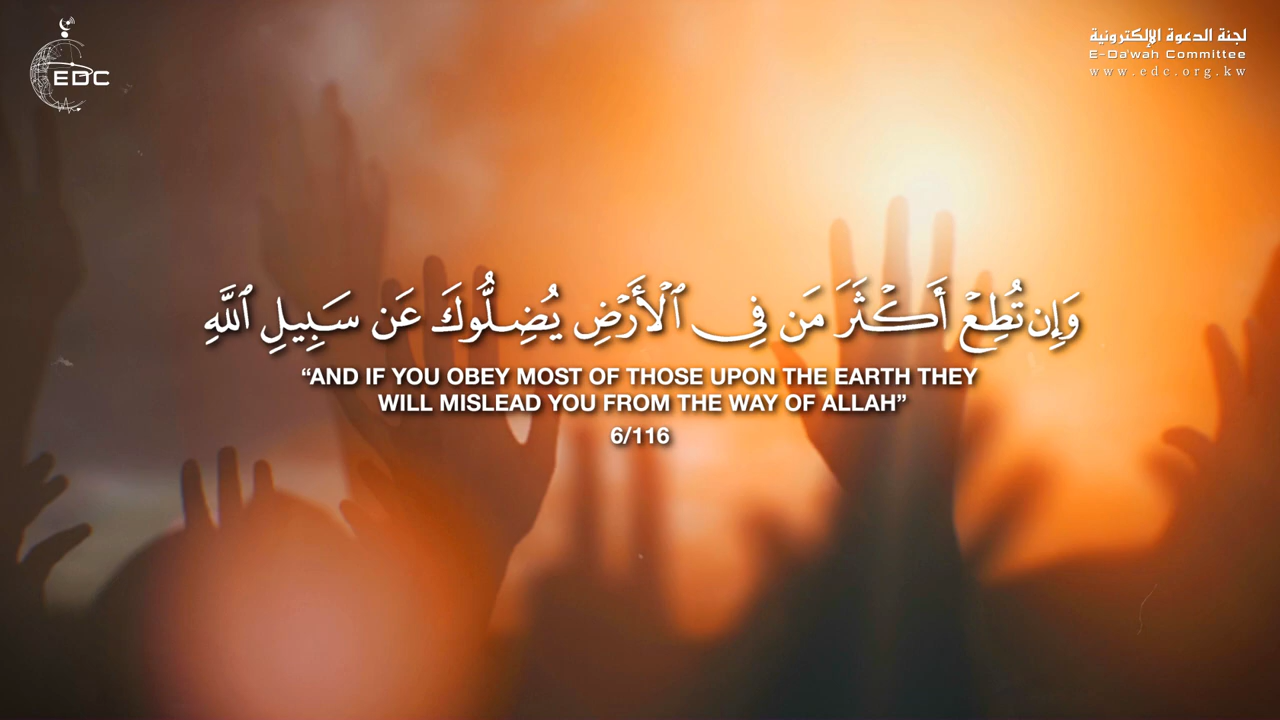 EDC
لجنة الدعوة الإلكترونية
E-Da'wah Committee
www.edc.org.kw
وَإِن تُطِعۡ أَكۡثَرَ مَن فِي ٱلۡأَرۡضِ يُضِلُّوكَ عَن سَبِيلِ ٱللَّهِ
“AND IF YOU OBEY MOST OF THOSE UPON THE EARTH THEY
WILL MISLEAD YOU FROM THE WAY OF ALLAH”
6/116